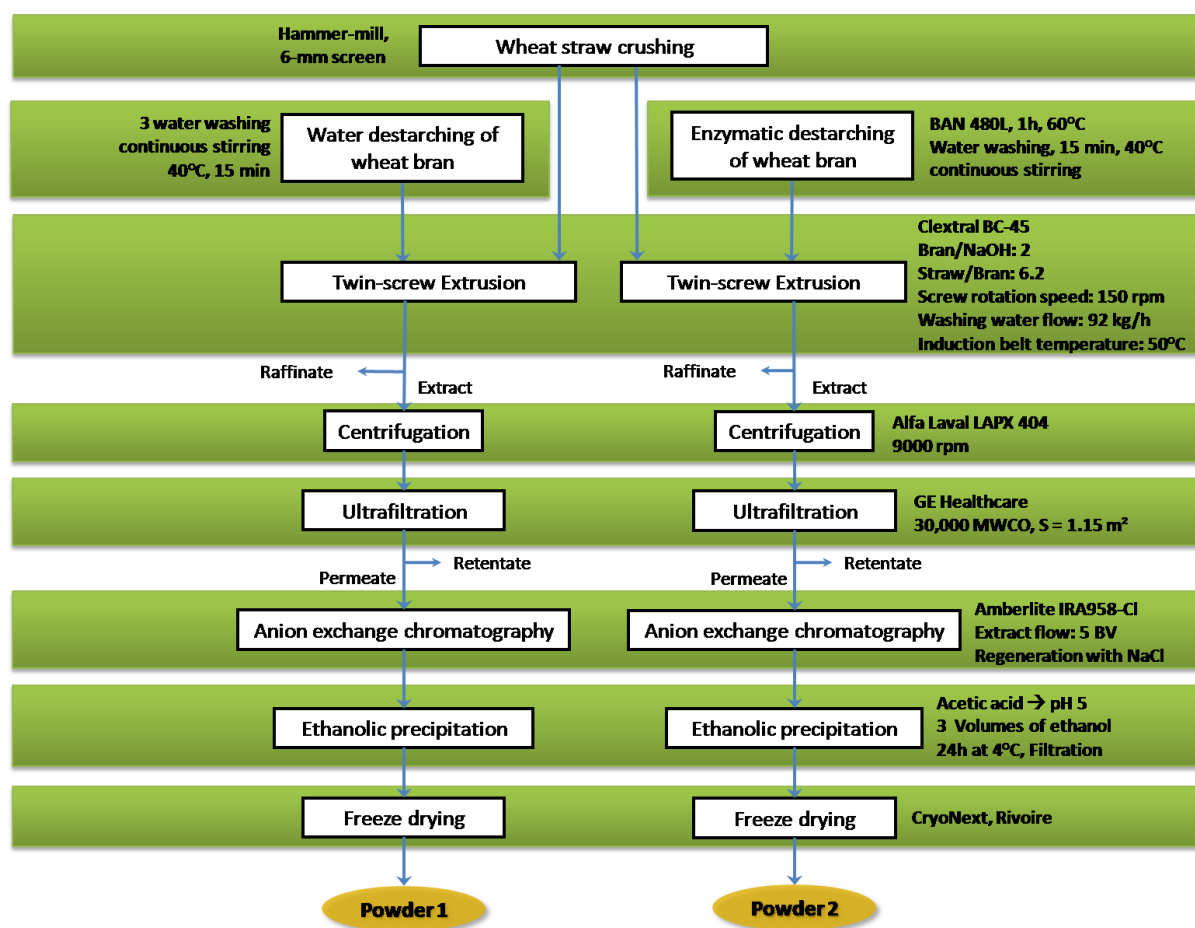 Hammer-mill,
6-mm screen
Wheat straw crushing
3 water washing
continuous stirring
40ºC, 15 min
Water destarching of
wheat bran
Enzymatic destarching
of wheat bran
BAN 480L, 1h, 60ºC
Water washing, 15 min, 40ºC
continuous stirring
Twin-screw Extrusion
Twin-screw Extrusion
Clextral BC-45
Bran/NaOH: 2
Straw/Bran: 6.2
Screw rotation speed: 150 rpm
Washing water flow: 92 kg/h
Induction belt temperature: 50ºC
Raffinate
Extract
Raffinate
Extract
Centrifugation
Centrifugation
Alfa Laval LAPX 404
9000 rpm
Ultrafiltration
Ultrafiltration
GE Healthcare
30,000 MWCO, S = 1.15 m²
Retentate
Permeate
Retentate
Permeate
Anion exchange chromatography
Anion exchange chromatography
Amberlite IRA958-Cl
Extract flow: 5 BV
Regeneration with NaCl
Ethanolic precipitation
Ethanolic precipitation
Acetic acid → pH 5
3 Volumes of ethanol
24h at 4ºC, Filtration
Freeze drying
Freeze drying
CryoNext, Rivoire
Powder 1
Powder 2